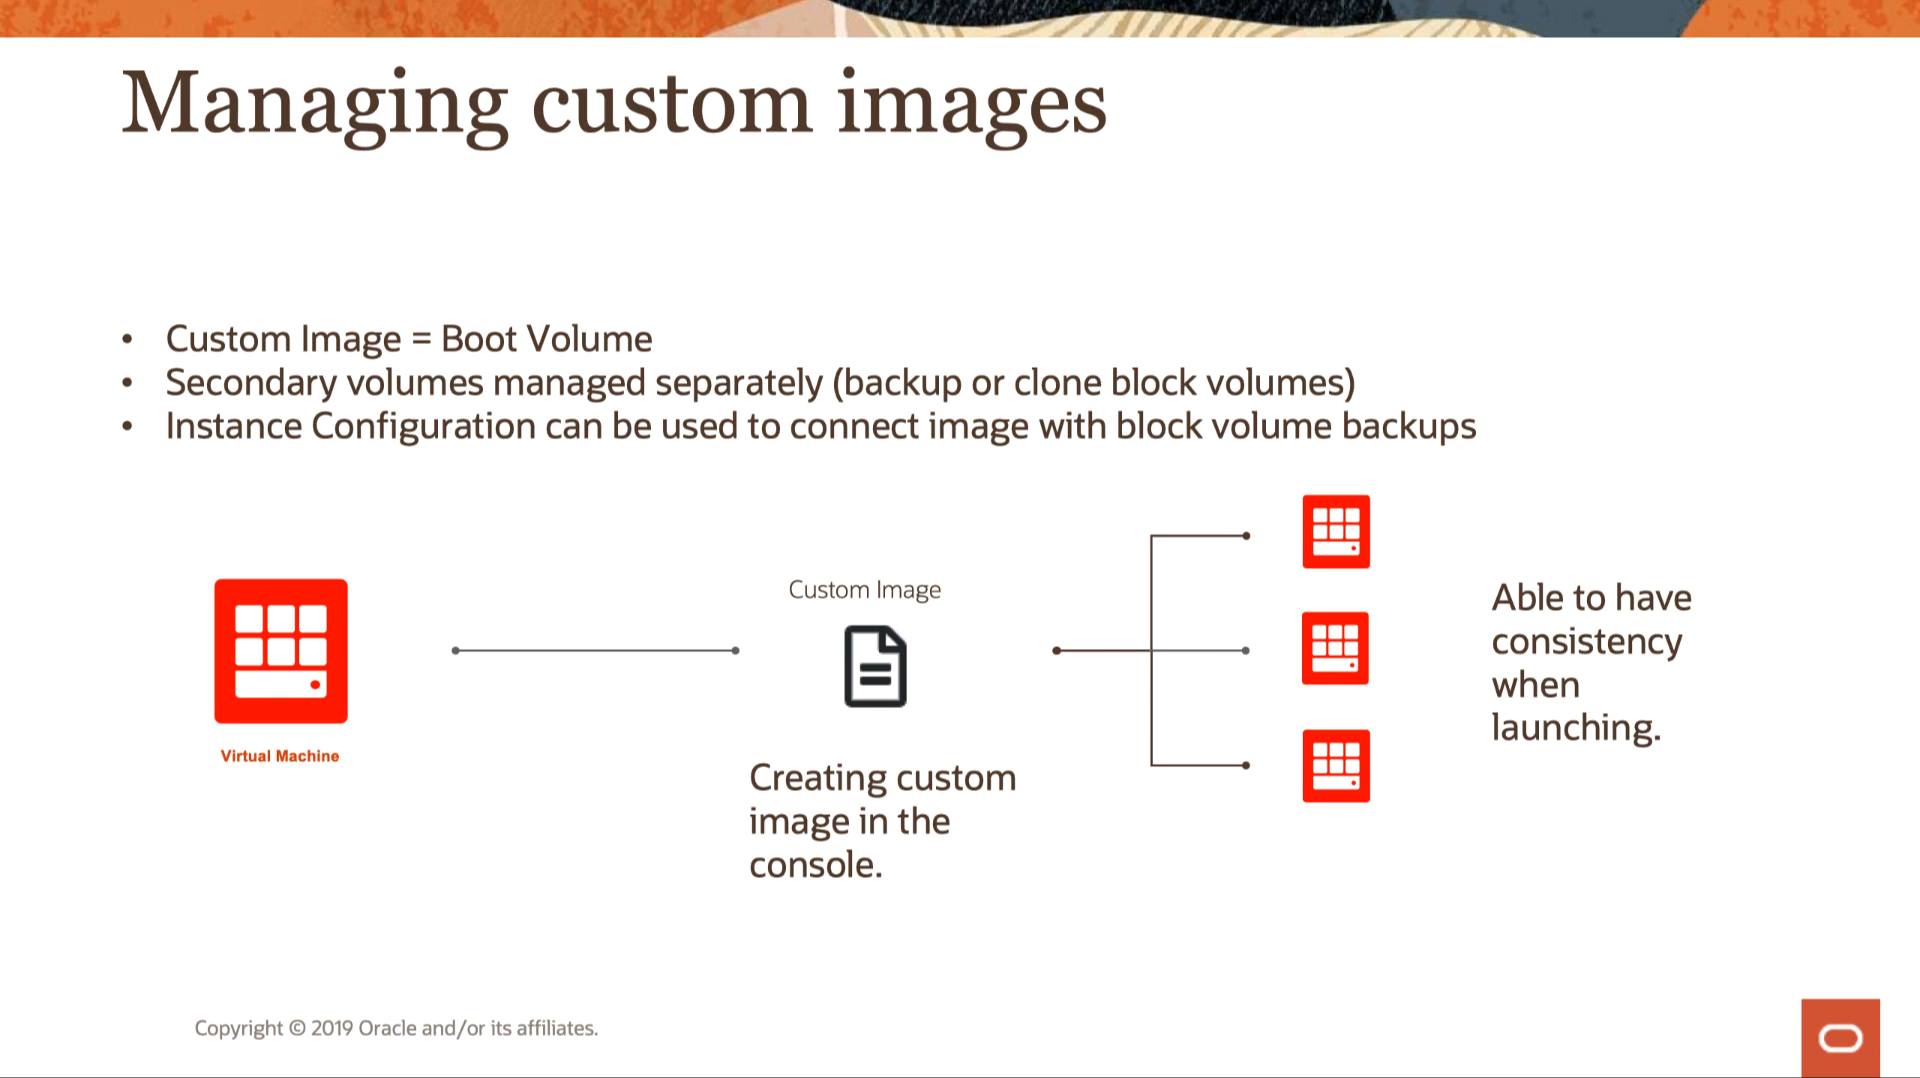 Managing custom images
• Custom Image = Boot Volume
• Secondary volumes managed separately (backup or clone block volumes)
• Instance Configuration can be used to connect image with block volume backups
Virtual Machine
Custom Image
Creating custom
image in the
console.
Able to have
consistency
when
launching.
Copyright © 2019 Oracle and/or its affiliates.